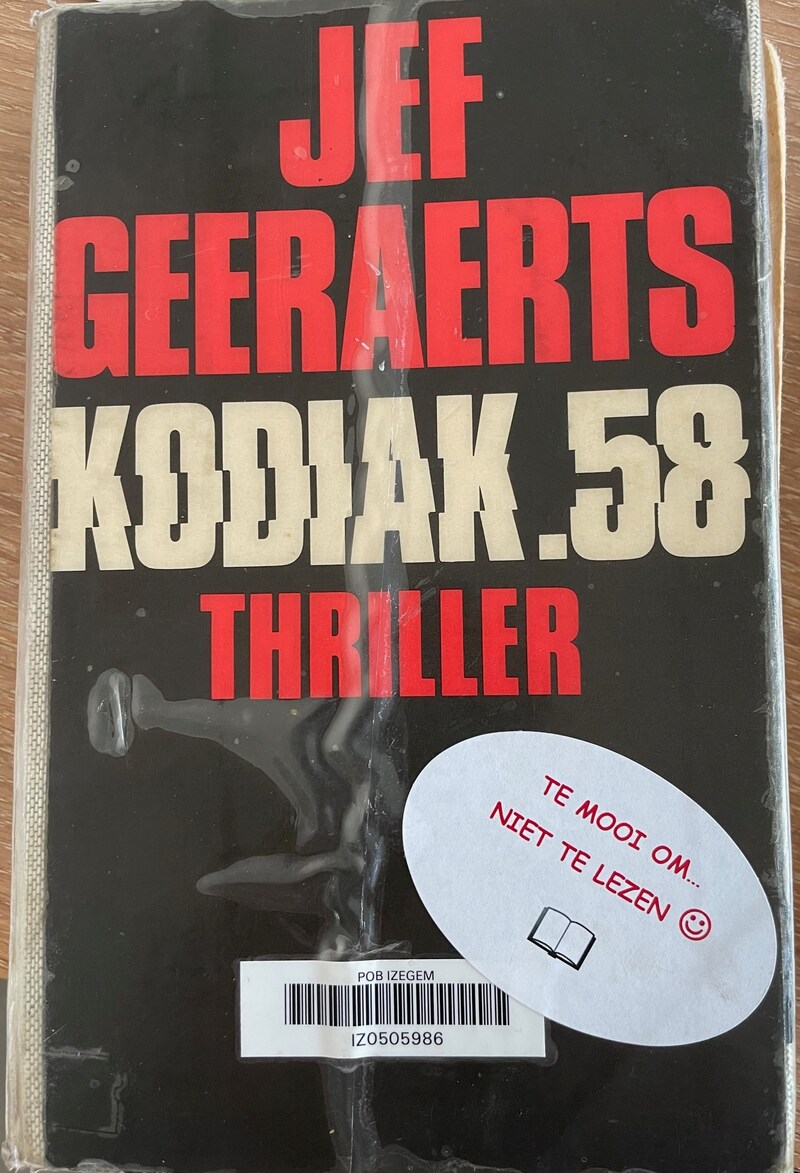 JEF
GEERAERTS
KODIAK.58
THRILLER
TE MOOI OM...
NIET TE LEZEN ☺
POB IZEGEM
IZ0505986